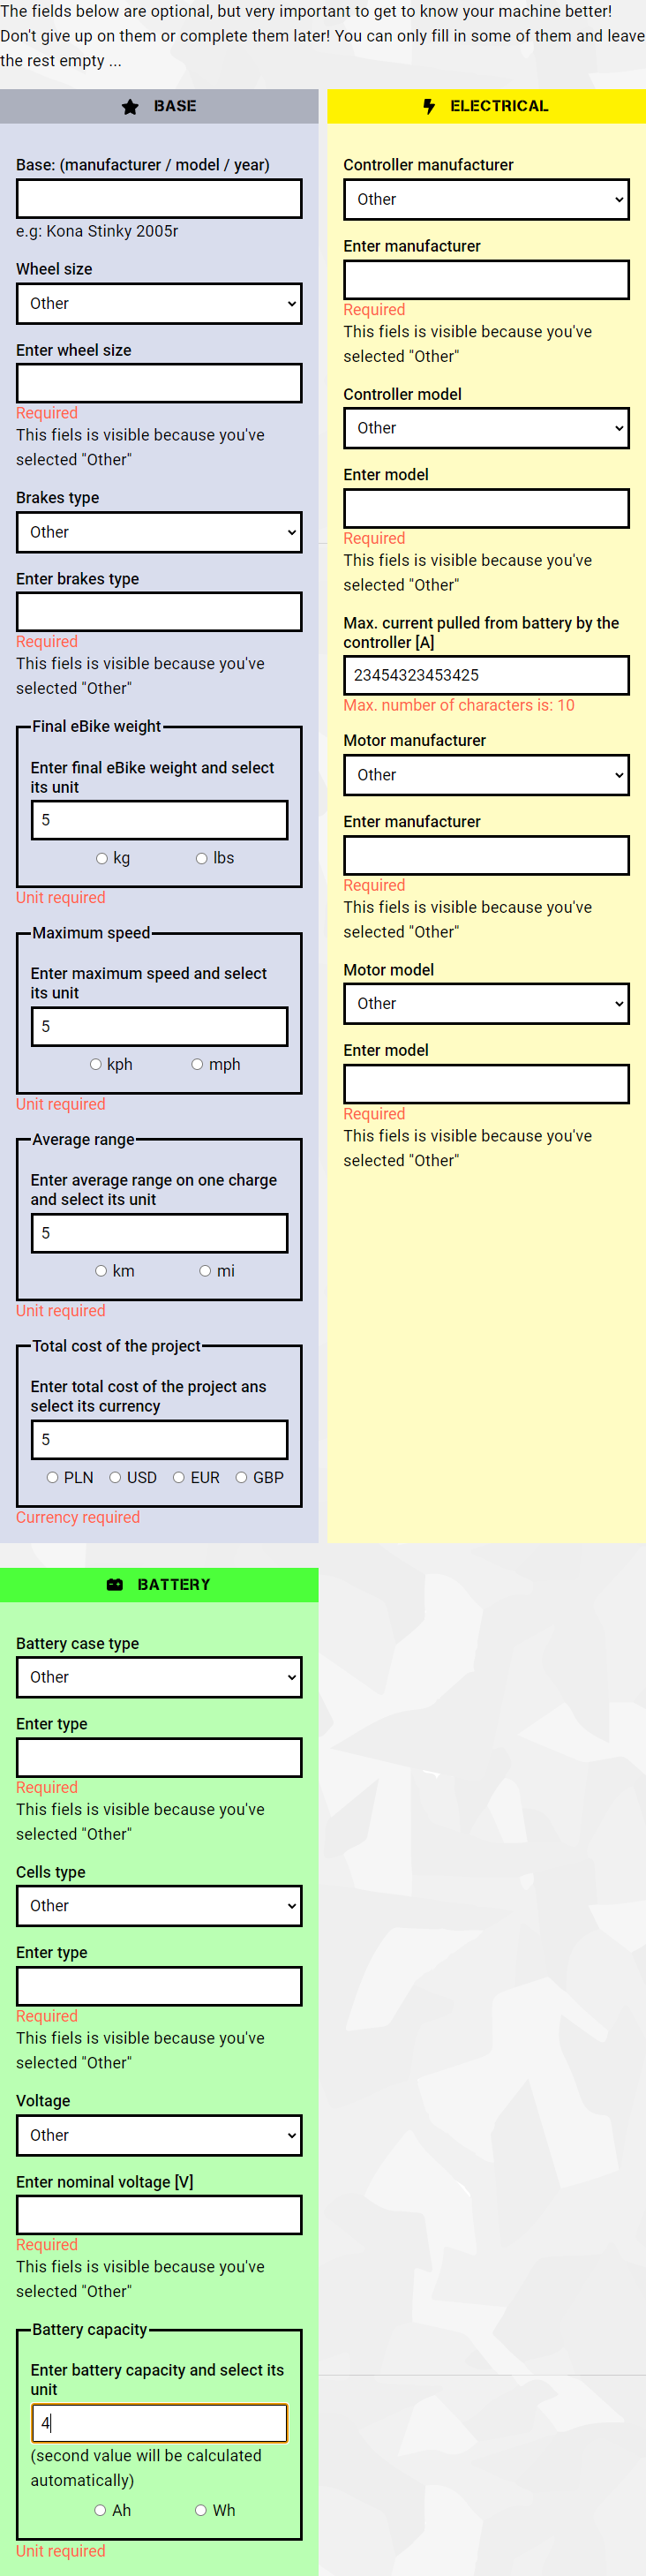 The fields below are optional, but very important to get to know your machine better!
Don't give up on them or complete them later! You can only fill in some of them and leave
the rest empty ...
BASE
Base: (manufacturer / model / year)
e.g: Kona Stinky 2005r
Wheel size
Other
Enter wheel size
Required
This fiels is visible because you've
selected "Other"
Brakes type
Other
Enter brakes type
Required
This fiels is visible because you've
selected "Other"
Final eBike weight
Enter final eBike weight and select
its unit
5
kg lbs
Unit required
Maximum speed
Enter maximum speed and select
its unit
5
kph mph
Unit required
Average range
Enter average range on one charge
and select its unit
5
km mi
Unit required
Total cost of the project
Enter total cost of the project ans
select its currency
5
PLN USD EUR GBP
Currency required
ELECTRICAL
Controller manufacturer
Other
Enter manufacturer
Required
This fiels is visible because you've
selected "Other"
Controller model
Other
Enter model
Required
This fiels is visible because you've
selected "Other"
Max. current pulled from battery by the
controller [A]
23454323453425
Max. number of characters is: 10
Motor manufacturer
Other
Enter manufacturer
Required
This fiels is visible because you've
selected "Other"
Motor model
Other
Enter model
Required
This fiels is visible because you've
selected "Other"
BATTERY
Battery case type
Other
Enter type
Required
This fiels is visible because you've
selected "Other"
Cells type
Other
Enter type
Required
This fiels is visible because you've
selected "Other"
Voltage
Other
Enter nominal voltage [V]
Required
This fiels is visible because you've
selected "Other"
Battery capacity
Enter battery capacity and select its
unit
4
(second value will be calculated
automatically)
Ah Wh
Unit required